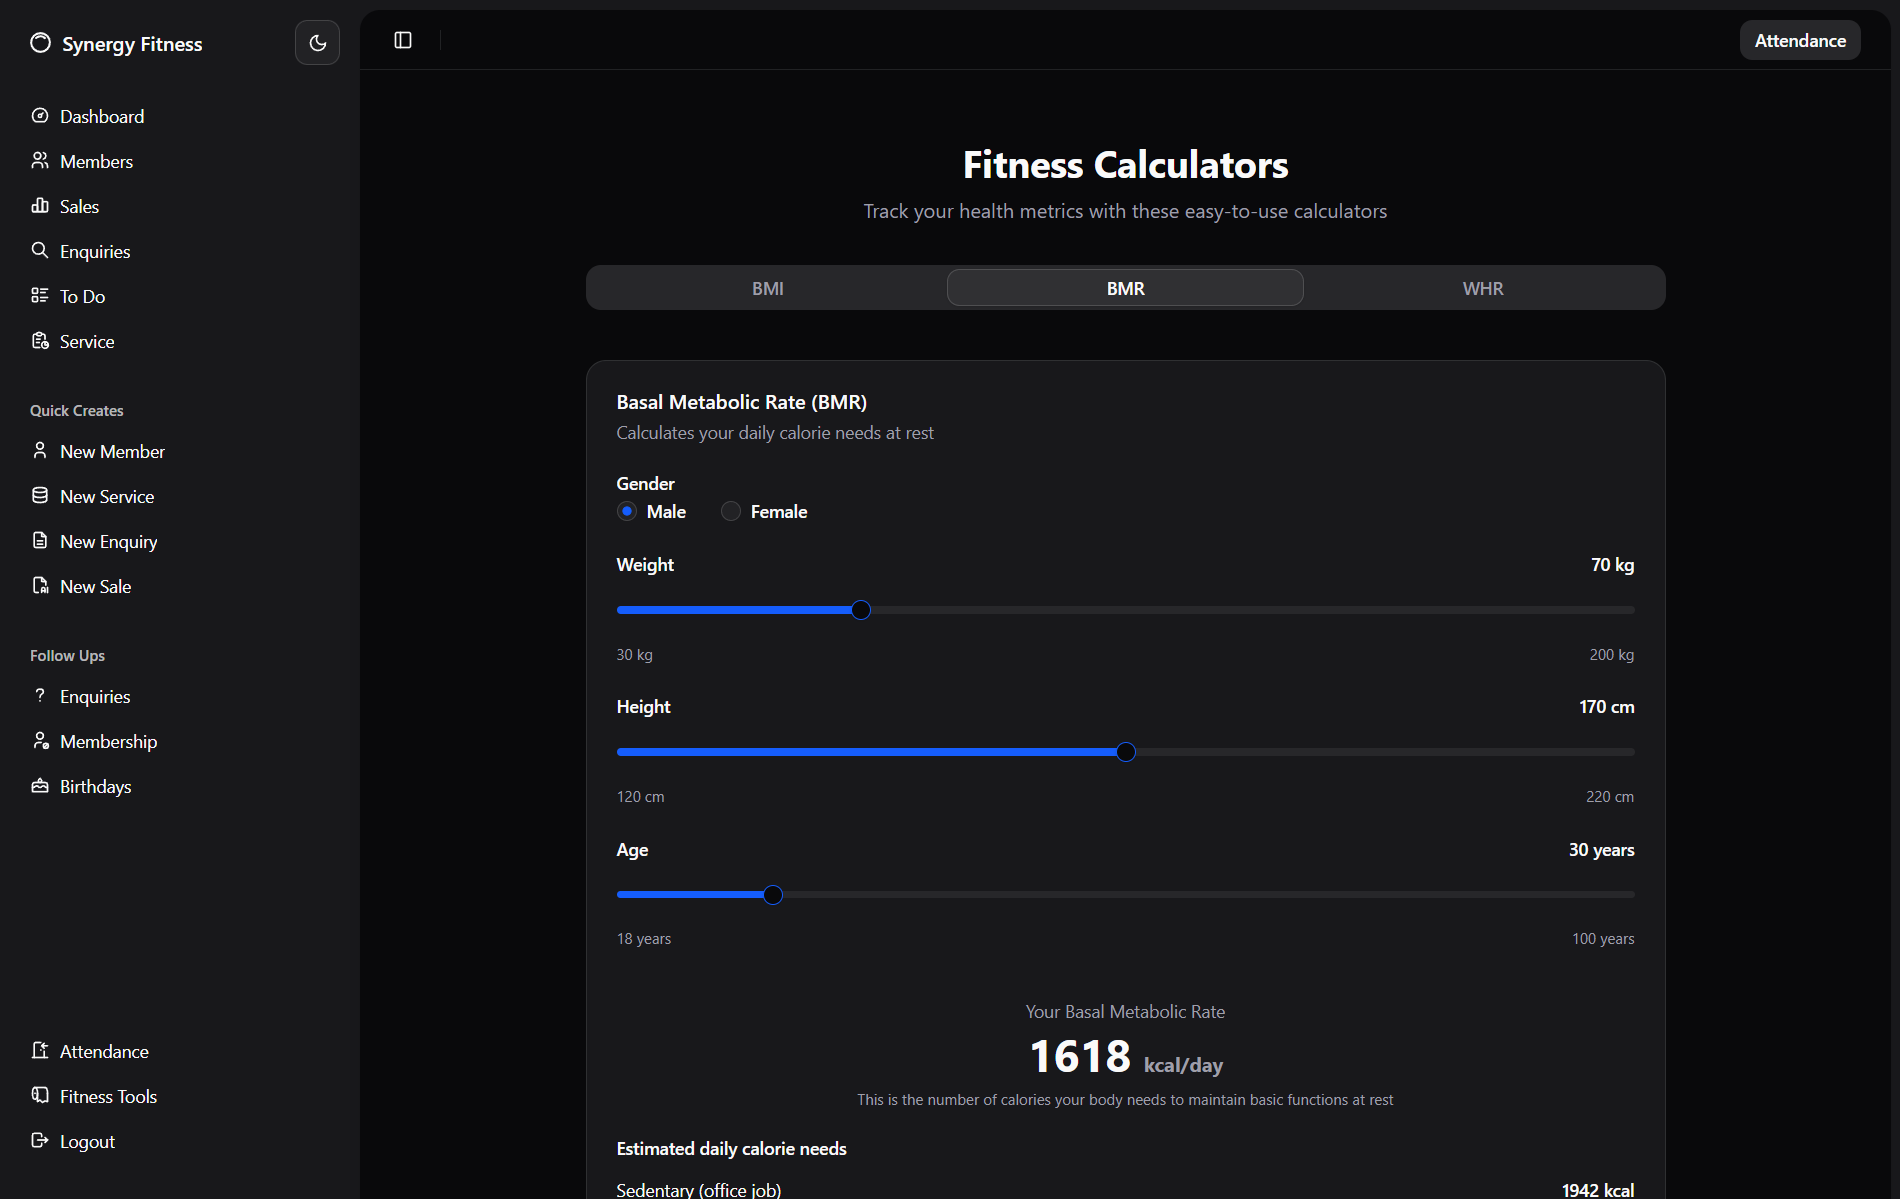 Synergy Fitness
Dashboard
Members
Sales
Enquiries
To Do
Service
Quick Creates
New Member
New Service
New Enquiry
New Sale
Follow Ups
Enquiries
Membership
Birthdays
Attendance
Fitness Tools
Logout
Attendance
Fitness Calculators
Track your health metrics with these easy-to-use calculators
BMI BMR WHR
Basal Metabolic Rate (BMR)
Calculates your daily calorie needs at rest
Gender
Male Female
Weight 70 kg
30 kg 200 kg
Height 170 cm
120 cm 220 cm
Age 30 years
18 years 100 years
Your Basal Metabolic Rate
1618 kcal/day
This is the number of calories your body needs to maintain basic functions at rest
Estimated daily calorie needs
Sedentary (office job) 1942 kcal